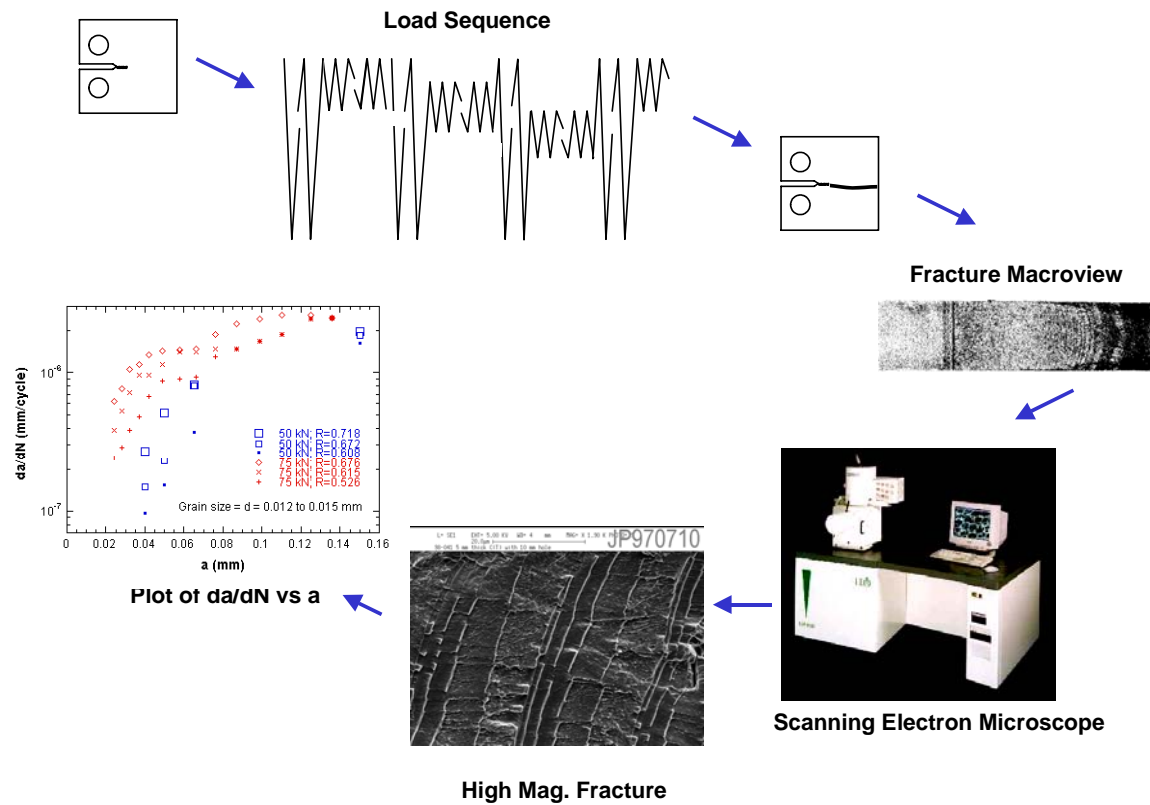 Load Sequence
Fracture Macroview
da/dN (mm/cycle)
10-6
10-7
50 kN; R=0.718
50 kN; R=0.672
50 kN; R=0.608
75 kN; R=0.676
75 kN; R=0.615
75 kN; R=0.526
Grain size = d = 0.012 to 0.015 mm
0 0.02 0.04 0.06 0.08 0.1 0.12 0.14 0.16
a (mm)
Plot of da/dN vs a
JP970710
Scanning Electron Microscope
High Mag. Fracture